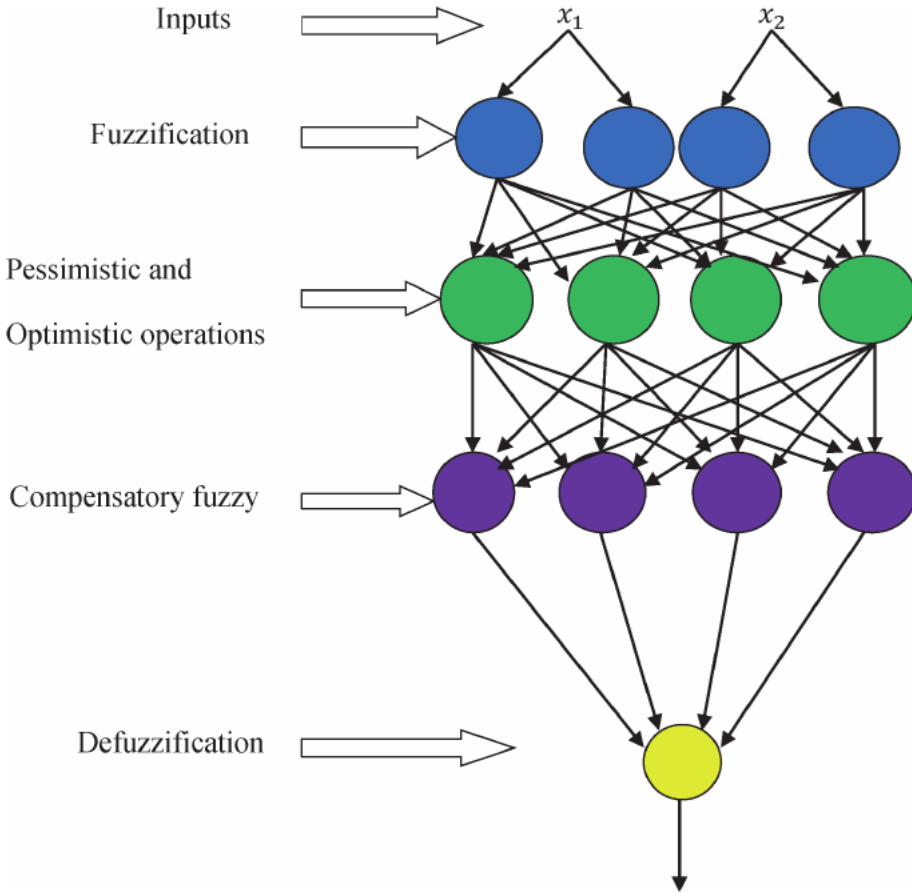 Inputs
x₁
x₂
Fuzzification
Pessimistic and
Optimistic operations
Compensatory fuzzy
Defuzzification